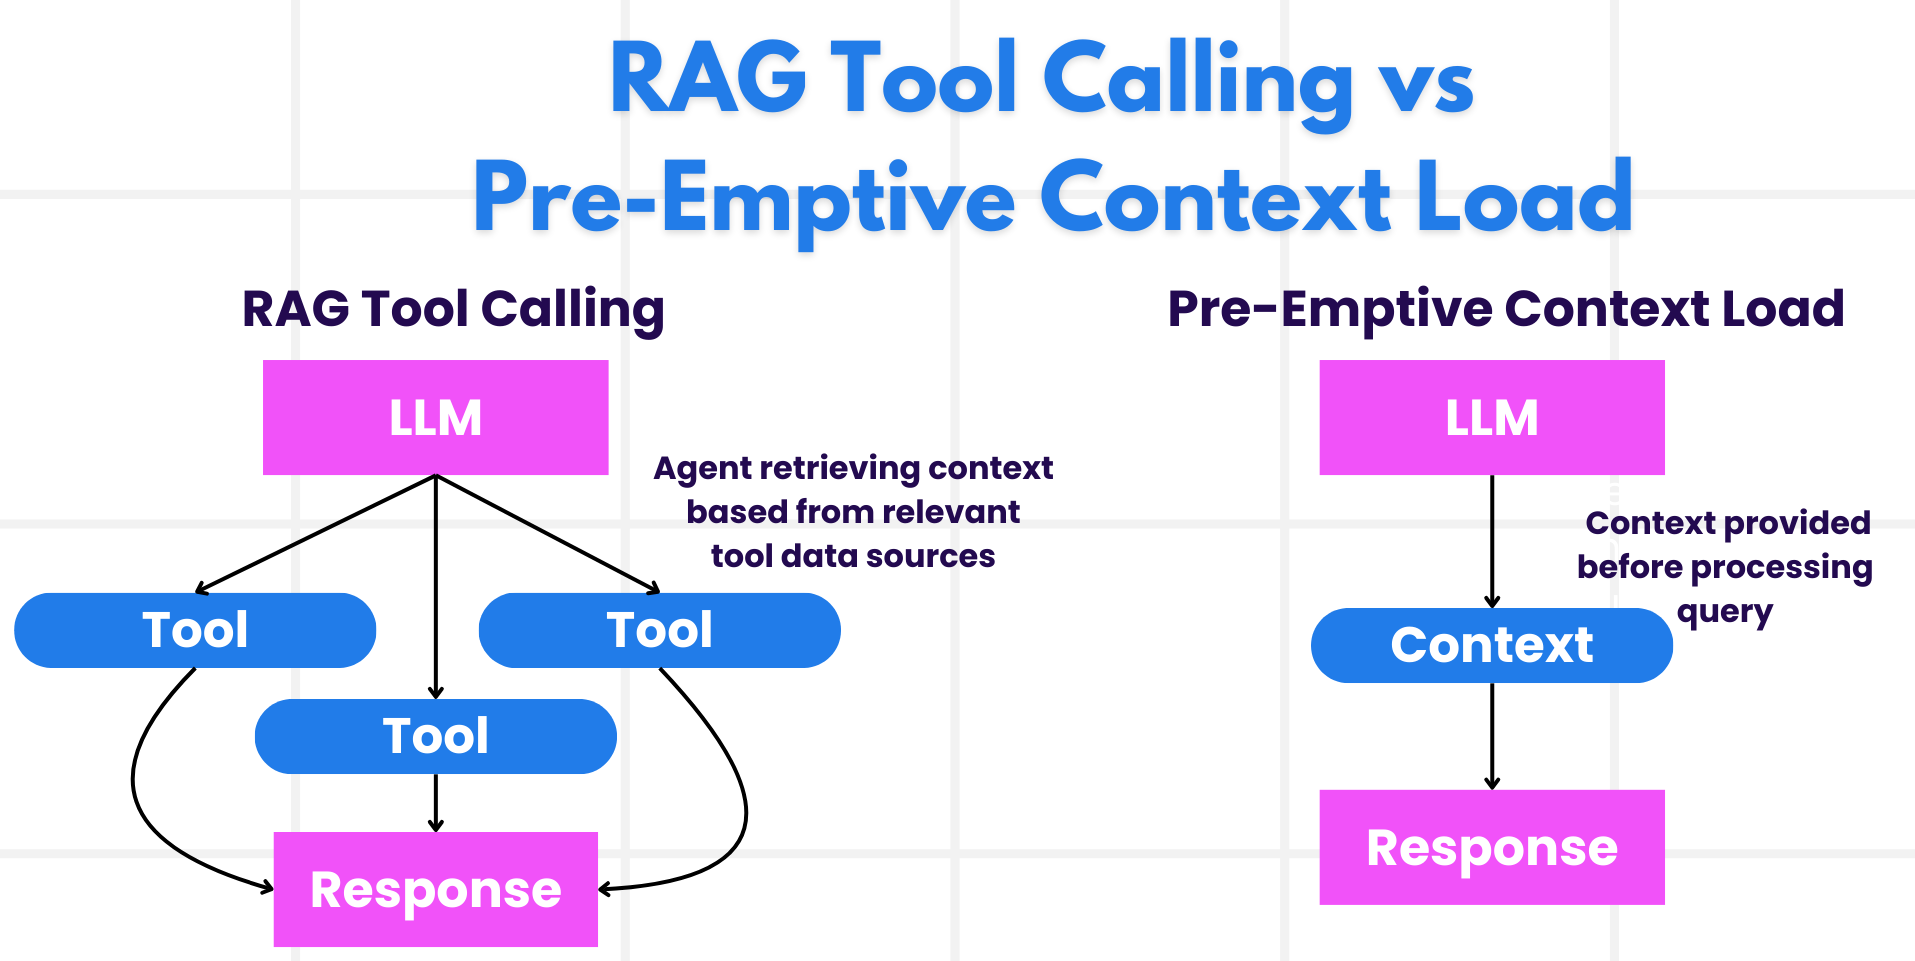 RAG Tool Calling vs
Pre-Emptive Context Load
RAG Tool Calling
LLM
Agent retrieving context
based from relevant
tool data sources
Tool
Tool
Tool
Response
Pre-Emptive Context Load
LLM
Context provided
before processing
query
Context
Response